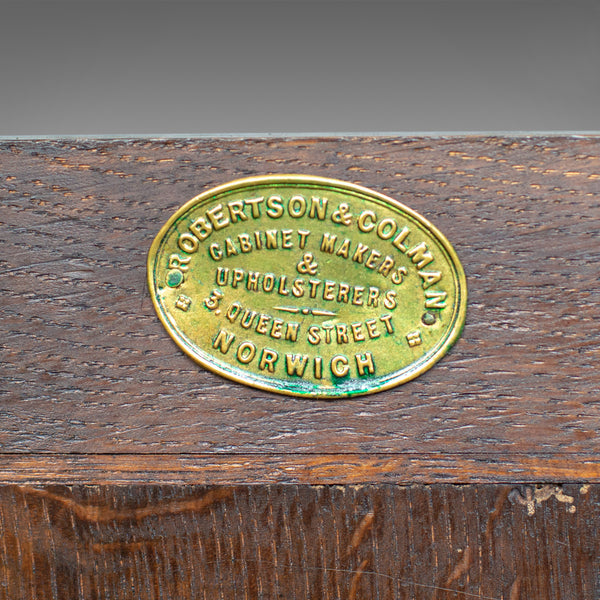 ROBERTSON & COLMAN
CABINET MAKERS
&
UPHOLSTERERS
3. QUEEN STREET
NORWICH